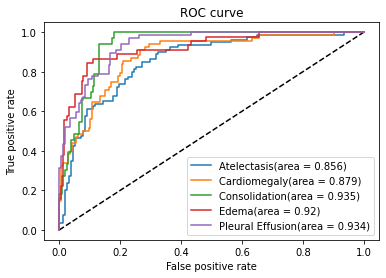 ROC curve
True positive rate
1.0
0.8
0.6
0.4
0.2
0.0
Atelectasis(area = 0.856)
Cardiomegaly(area = 0.879)
Consolidation(area = 0.935)
Edema(area = 0.92)
Pleural Effusion(area = 0.934)
0.0 0.2 0.4 0.6 0.8 1.0
False positive rate